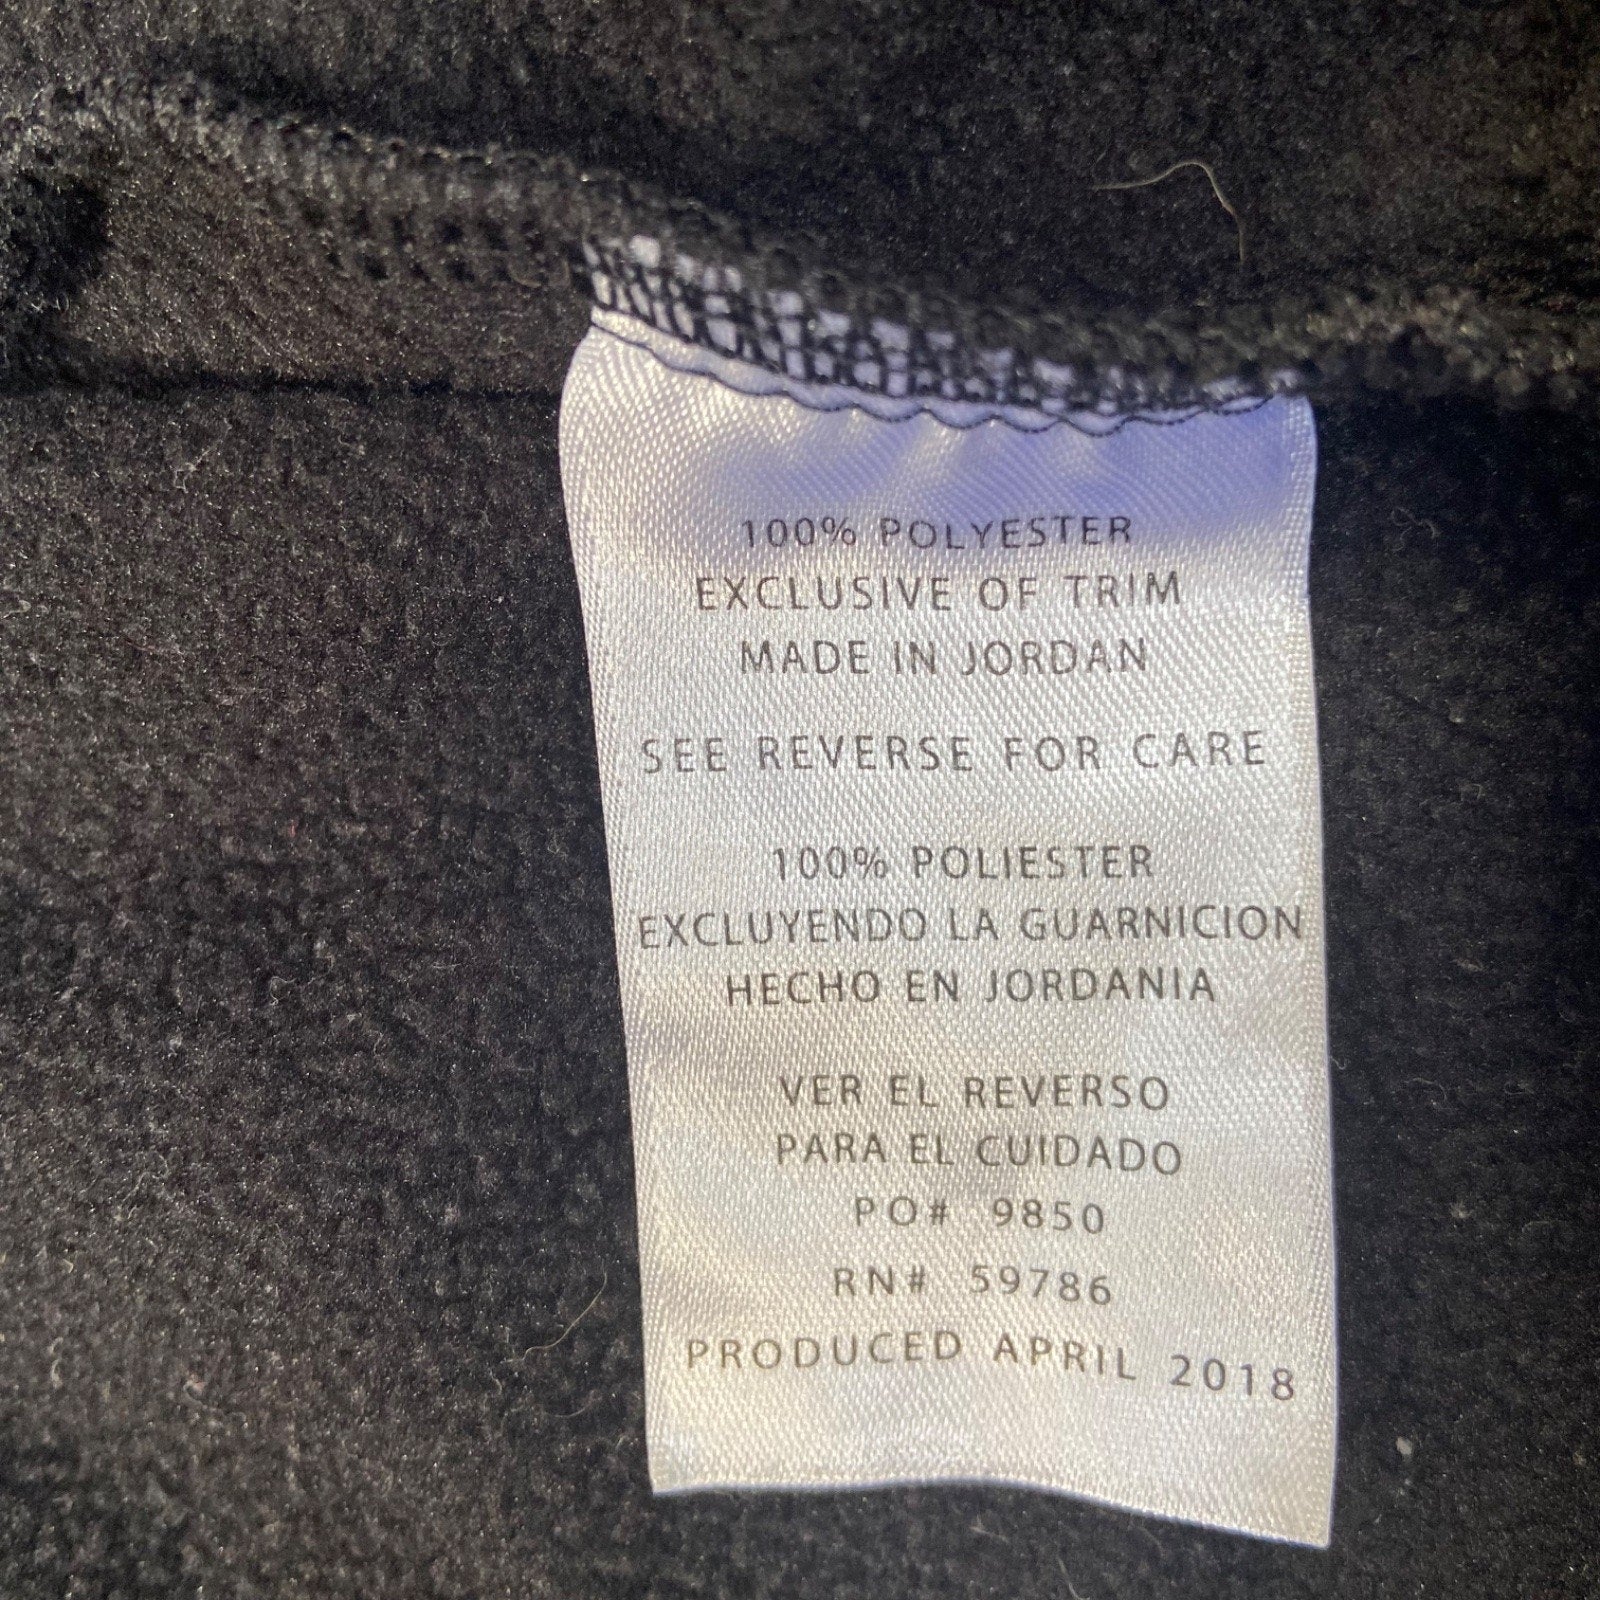 100% POLYESTER
EXCLUSIVE OF TRIM
MADE IN JORDAN
SEE REVERSE FOR CARE
100% POLIESTER
EXCLUYENDO LA GUARNICION
HECHO EN JORDANIA
VER EL REVERSO
PARA EL CUIDADO
PO# 9850
RN# 59786
PRODUCED APRIL 2018